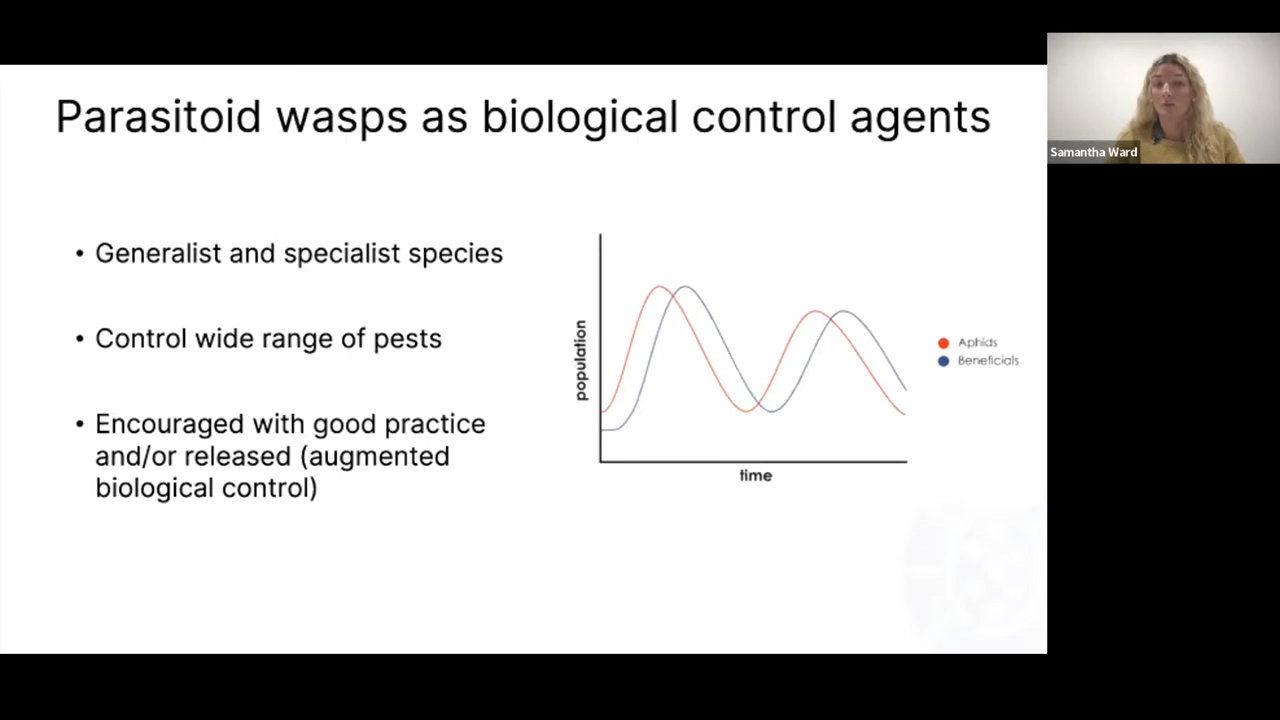 Parasitoid wasps as biological control agents
Samantha Ward
• Generalist and specialist species
• Control wide range of pests
• Encouraged with good practice
and/or released (augmented
biological control)
population
time
Aphids
Beneficials